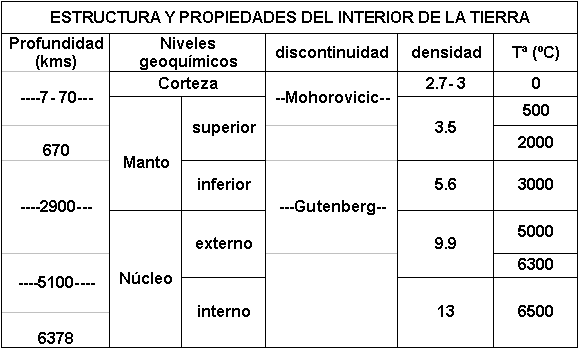 ESTRUCTURA Y PROPIEDADES DEL INTERIOR DE LA TIERRA
Profundidad (kms) Niveles geoquímicos discontinuidad densidad Tª (ºC)
Corteza 2.7- 3 0
----7 - 70--- --Mohorovicic--
500
superior 3.5
670 2000
Manto
inferior 5.6 3000
----2900--- ---Gutenberg--
5000
externo 9.9
6300
Núcleo
----5100----
interno 13 6500
6378